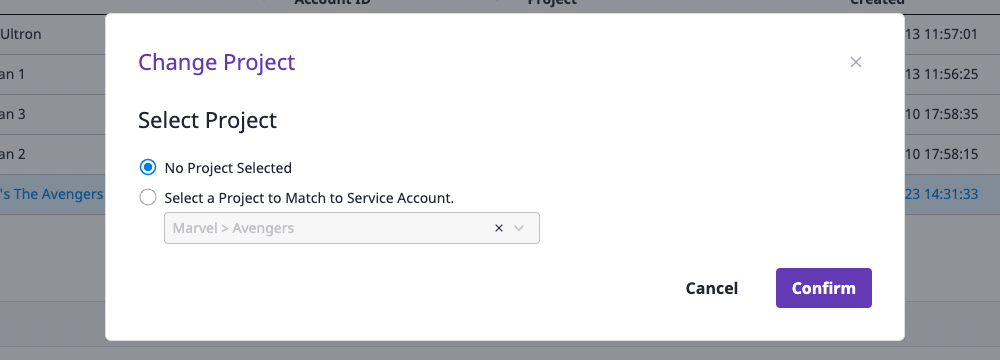 Account ID Project Created
Ultron 13 11:57:01
Change Project
an 1 13 11:56:25
Select Project
an 3 10 17:58:35
an 2 10 17:58:15
No Project Selected
's The Avengers 23 14:31:33
Select a Project to Match to Service Account.
Marvel > Avengers
Cancel Confirm